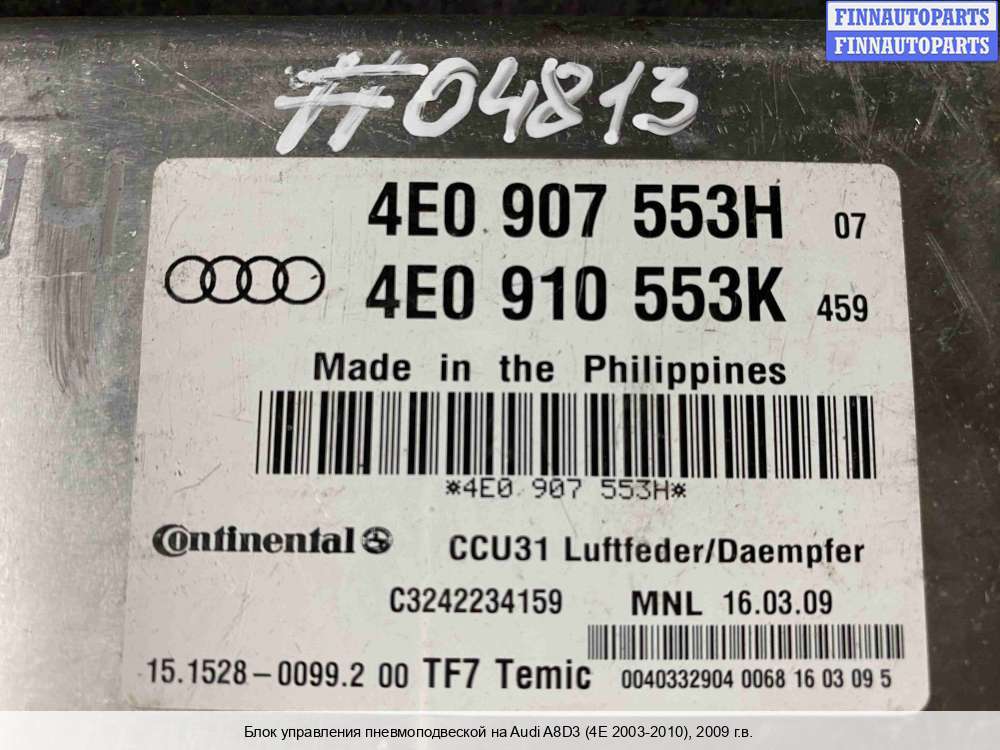 FINNAUTOPARTS
FINNAUTOPARTS
#04813
4E0 907 553H 07
4E0 910 553K 459
Made in the Philippines
*4E0 907 553H*
Continental
CCU31 Luftfeder/Daempfer
C3242234159 MNL 16.03.09
15.1528-0099.2 00 TF7 Temic 0040332904 0068 16 03 09 5
Блок управления пневмоподвеской на Audi A8D3 (4E 2003-2010), 2009 г.в.